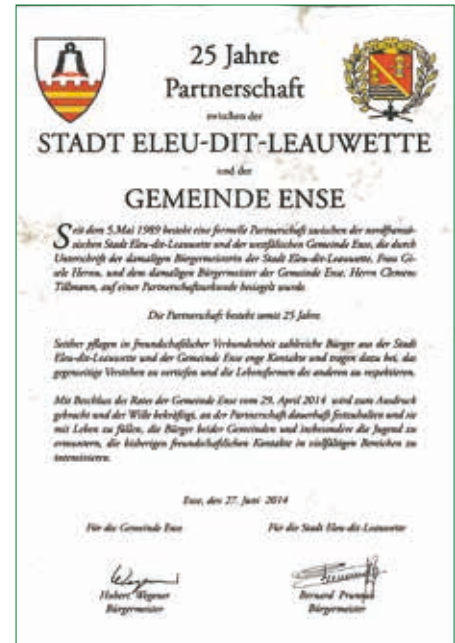 25 Jahre
Partnerschaft
zwischen der
STADT ELEU-DIT-LEAUWETTE
und der
GEMEINDE ENSE
Seit dem 5.Mai 1989 besteht eine formelle Partnerschaft zwischen der nordfranzö-
sischen Stadt Eleu-dit-Leauwette und der westfälischen Gemeinde Ense, die durch
Unterschrift der damaligen Bürgermeisterin der Stadt Eleu-dit-Leauwette, Frau Gi-
sele und dem damaligen Bürgermeister der Gemeinde Ense, Herrn Clemens
Tillmann, auf einer Partnerschaftsurkunde besiegelt wurde.
Die Partnerschaft besteht somit 25 Jahre.
Seither pflegen in freundschaftlicher Verbundenheit zahlreiche Bürger aus der Stadt
Eleu-dit-Leauwette und der Gemeinde Ense enge Kontakte und tragen dazu bei, das
gegenseitige Verstehen zu vertiefen und die Lebensformen des anderen zu respektieren.
Mit Beschluss des Rates der Gemeinde Ense vom 29. April 2014 wird zum Ausdruck
gebracht und der Wille bekräftigt, an der Partnerschaft dauerhaft festzuhalten und sie
mit Leben zu füllen, die Bürger beider Gemeinden und insbesondere die Jugend zu
ermuntern, die bisherigen freundschaftlichen Kontakte in vielfältigen Bereichen zu
intensivieren.
Ense, den 27. Juni 2014
Für die Gemeinde Ense Für die Stadt Eleu-dit-Leauwette
Hubert Wegener Bernard
Bürgermeister Bürgermeister